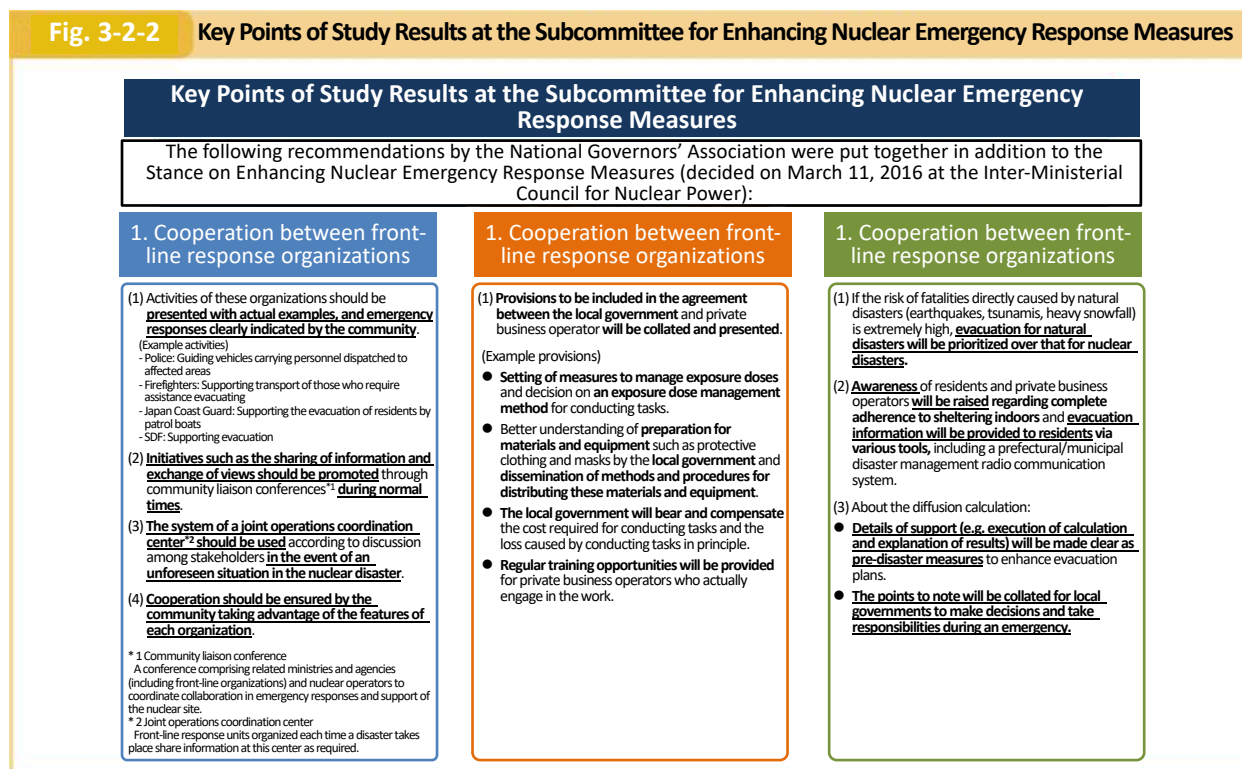 Fig. 3-2-2
Key Points of Study Results at the Subcommittee for Enhancing Nuclear Emergency Response Measures
Key Points of Study Results at the Subcommittee for Enhancing Nuclear Emergency
Response Measures
The following recommendations by the National Governors' Association were put together in addition to the
Stance on Enhancing Nuclear Emergency Response Measures (decided on March 11, 2016 at the Inter-Ministerial
Council for Nuclear Power):
1. Cooperation between front-
line response organizations
(1) Activities of these organizations should be
presented with actual examples, and emergency
responses clearly indicated by the community.
(Example activities)
- Police: Guiding vehicles carrying personnel dispatched to
affected areas
- Firefighters: Supporting transport of those who require
assistance evacuating
- Japan Coast Guard: Supporting the evacuation of residents by
patrol boats
- SDF: Supporting evacuation
(2) Initiatives such as the sharing of information and
exchange of views should be promoted through
community liaison conferences*1 during normal
times.
(3) The system of a joint operations coordination
center*2 should be used according to discussion
among stakeholders in the event of an
unforeseen situation in the nuclear disaster.
(4) Cooperation should be ensured by the
community taking advantage of the features of
each organization.
* 1 Community liaison conference
A conference comprising related ministries and agencies
(including front-line organizations) and nuclear operators to
coordinate collaboration in emergency responses and support of
the nuclear site.
* 2 Joint operations coordination center
Front-line response units organized each time a disaster takes
place share information at this center as required.
1. Cooperation between front-
line response organizations
(1) Provisions to be included in the agreement
between the local government and private
business operator will be collated and presented.
(Example provisions)
● Setting of measures to manage exposure doses
and decision on an exposure dose management
method for conducting tasks.
● Better understanding of preparation for
materials and equipment such as protective
clothing and masks by the local government and
dissemination of methods and procedures for
distributing these materials and equipment.
● The local government will bear and compensate
the cost required for conducting tasks and the
loss caused by conducting tasks in principle.
● Regular training opportunities will be provided
for private business operators who actually
engage in the work.
1. Cooperation between front-
line response organizations
(1) If the risk of fatalities directly caused by natural
disasters (earthquakes, tsunamis, heavy snowfall)
is extremely high, evacuation for natural
disasters will be prioritized over that for nuclear
disasters.
(2) Awareness of residents and private business
operators will be raised regarding complete
adherence to sheltering indoors and evacuation
information will be provided to residents via
various tools, including a prefectural/municipal
disaster management radio communication
system.
(3) About the diffusion calculation:
● Details of support (e.g. execution of calculation
and explanation of results) will be made clear as
pre-disaster measures to enhance evacuation
plans.
● The points to note will be collated for local
governments to make decisions and take
responsibilities during an emergency.